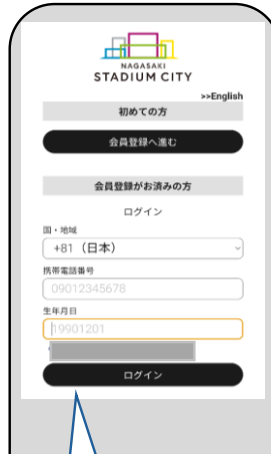 NAGASAKI
STADIUM CITY
>>English
初めての方
会員登録へ進む
会員登録がお済みの方
ログイン
国・地域
+81（日本）
携帯電話番号
09012345678
生年月日
19901201
ログイン